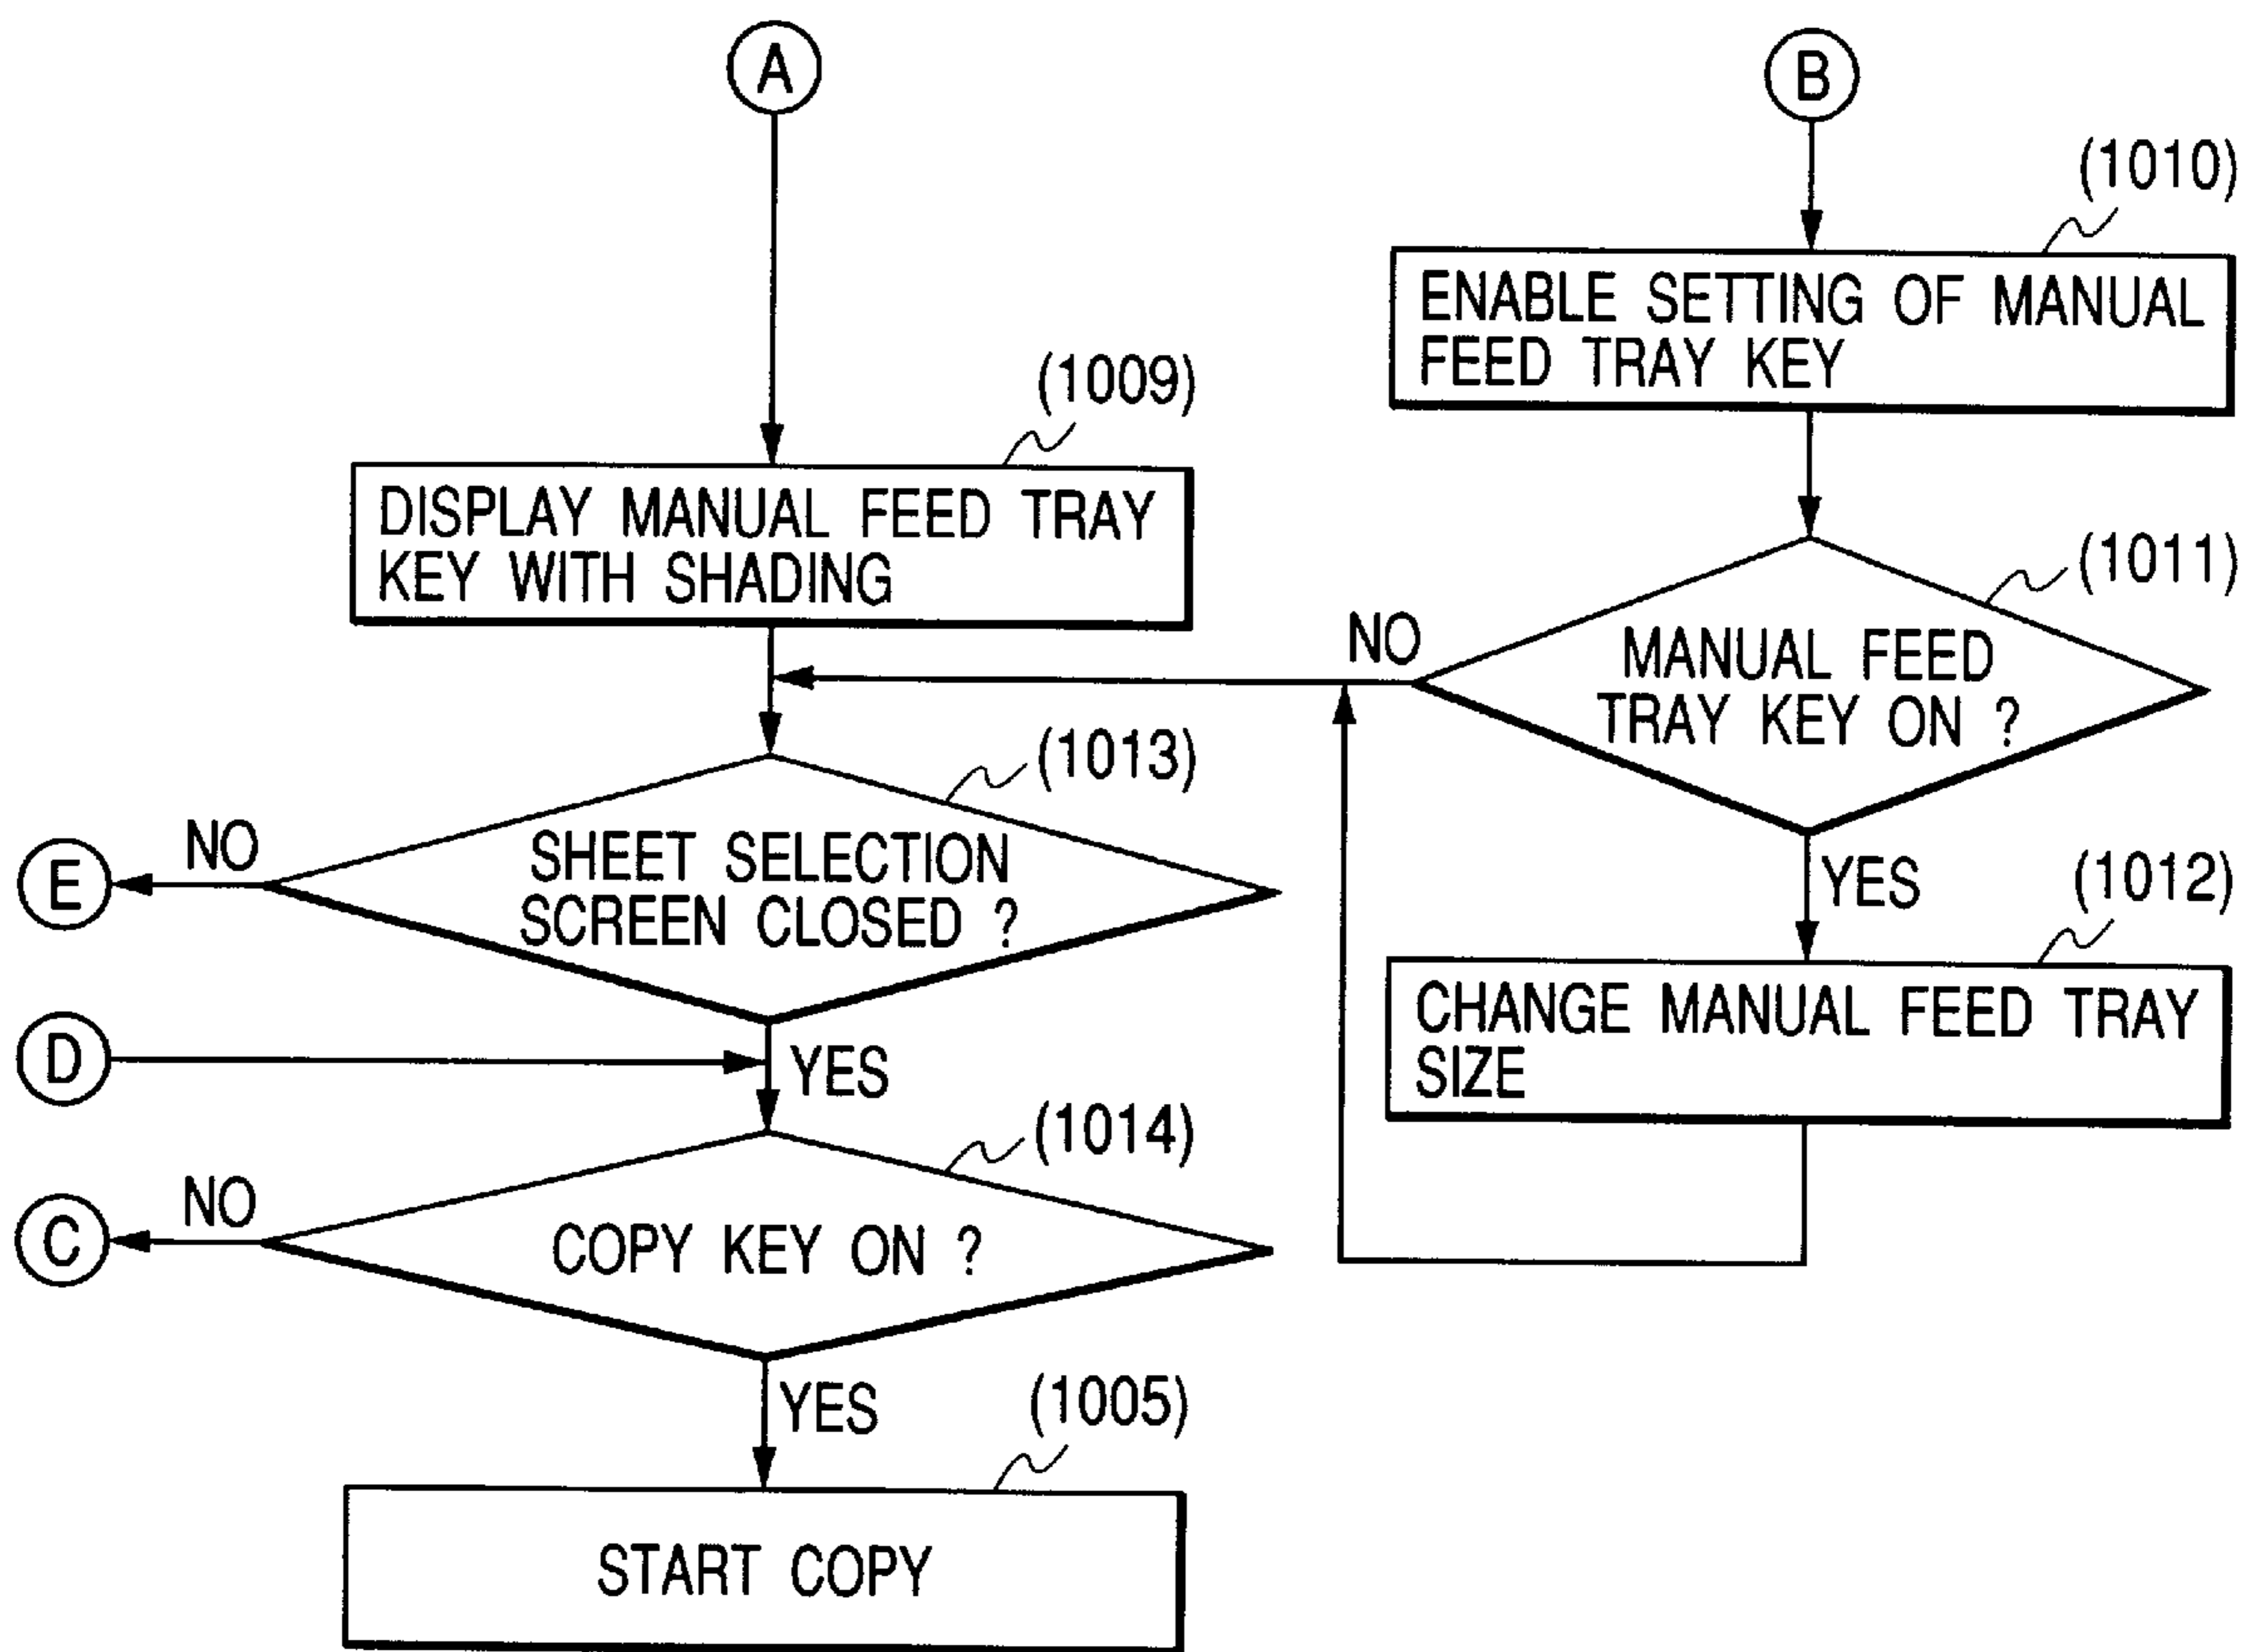 A
B
(1010)
ENABLE SETTING OF MANUAL
FEED TRAY KEY
(1009)
DISPLAY MANUAL FEED TRAY
KEY WITH SHADING
(1011)
NO
MANUAL FEED
TRAY KEY ON ?
(1013)
NO
E
SHEET SELECTION
SCREEN CLOSED ?
YES
(1012)
CHANGE MANUAL FEED TRAY
SIZE
D
YES
(1014)
NO
C
COPY KEY ON ?
YES
(1005)
START COPY